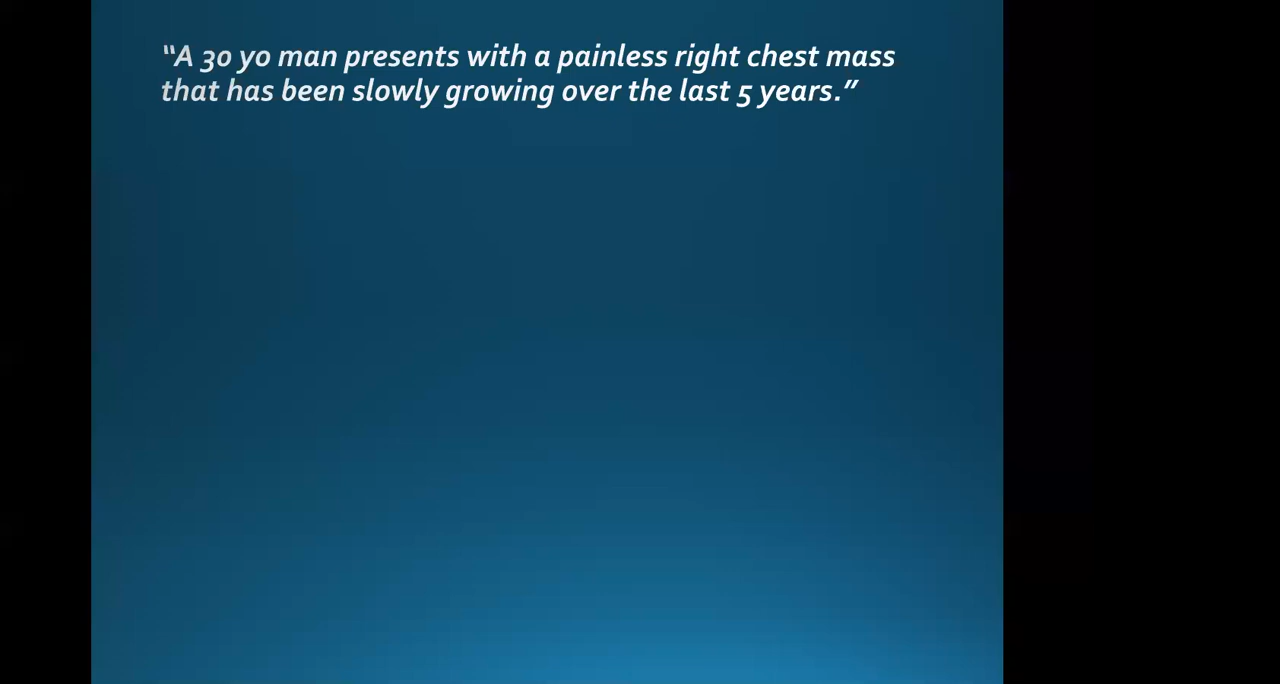 “A 30 yo man presents with a painless right chest mass
that has been slowly growing over the last 5 years.”